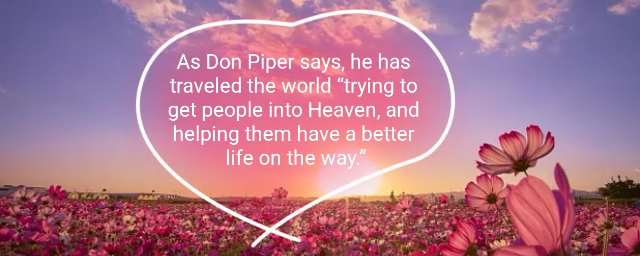 As Don Piper says, he has
traveled the world “trying to
get people into Heaven, and
helping them have a better
life on the way.”